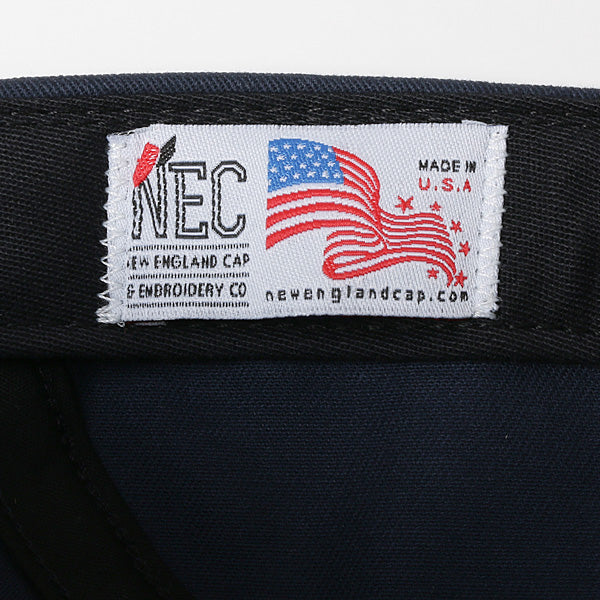 NEC
NEW ENGLAND CAP
& EMBROIDERY CO
MADE IN
U.S.A
newenglandcap.com